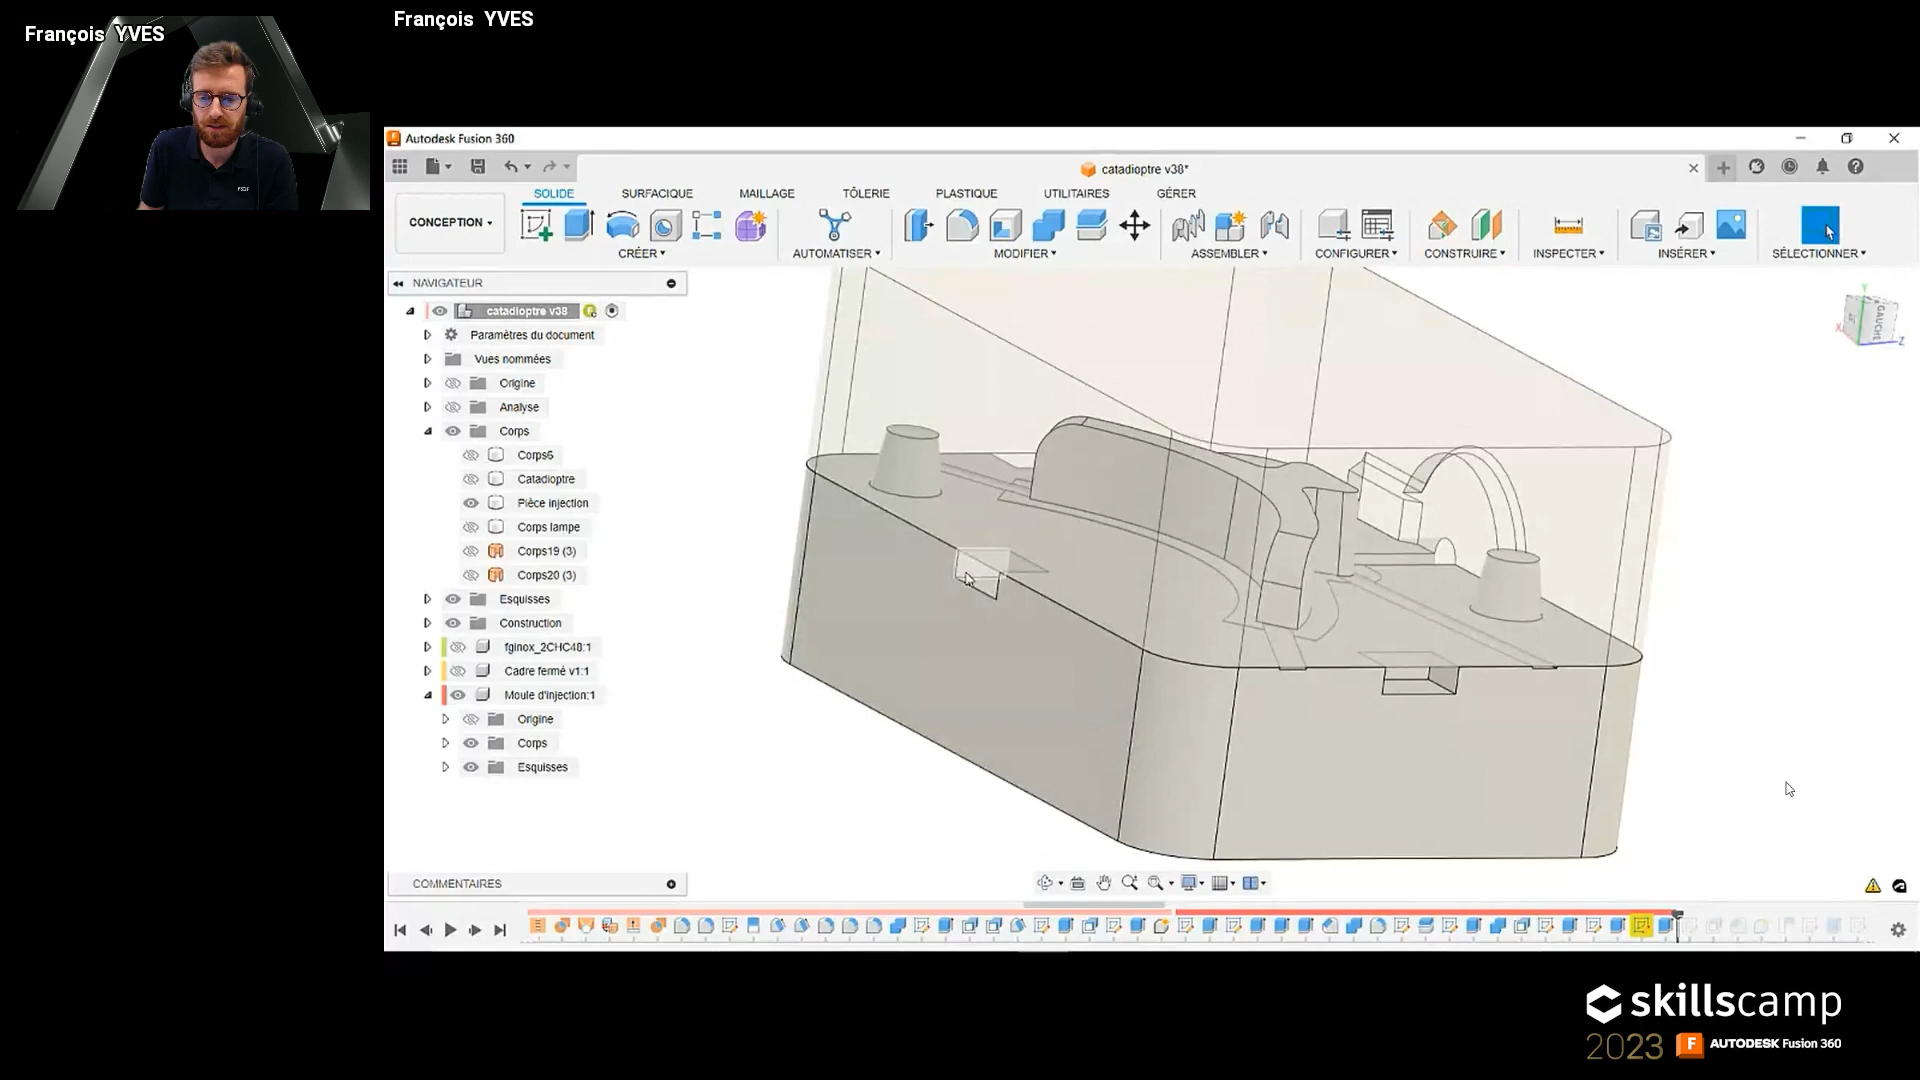 François YVES
François YVES
Autodesk Fusion 360
catadioptre v38*
CONCEPTION
SOLIDE SURFACIQUE MAILLAGE TÔLERIE PLASTIQUE UTILITAIRES GÉRER
CRÉER AUTOMATISER MODIFIER ASSEMBLER CONFIGURER CONSTRUIRE INSPECTER INSÉRER SÉLECTIONNER
NAVIGATEUR
catadioptre v38
Paramètres du document
Vues nommées
Origine
Analyse
Corps
Corps6
Catadioptre
Pièce injection
Corps lampe
Corps19 (3)
Corps20 (3)
Esquisses
Construction
fginox_2CHC48:1
Cadre fermé v1:1
Moule d'injection:1
Origine
Corps
Esquisses
Y
GAUCHE
X
Z
COMMENTAIRES
skillscamp
2023 F AUTODESK Fusion 360